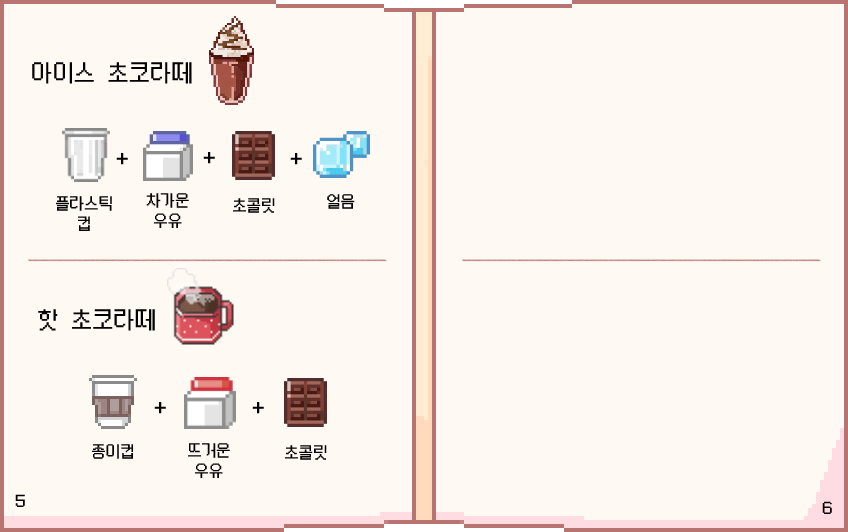 아이스 초코라떼
+ + +
플라스틱
컵
차가운
우유
초콜릿
얼음
핫 초코라떼
+ +
종이컵
뜨거운
우유
초콜릿
5
6